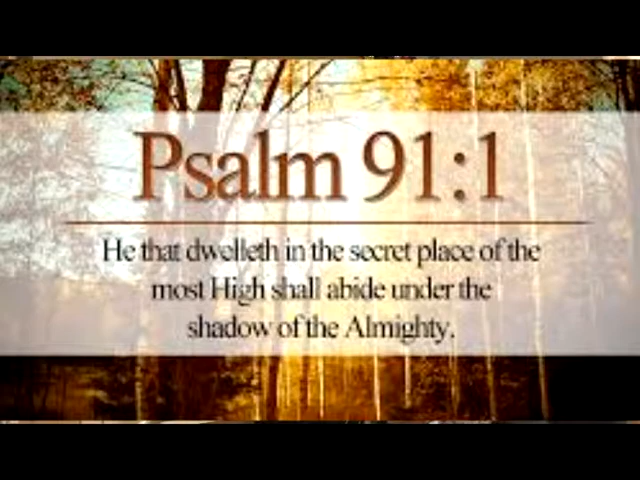 Psalm 91:1
He that dwelleth in the secret place of the
most High shall abide under the
shadow of the Almighty.